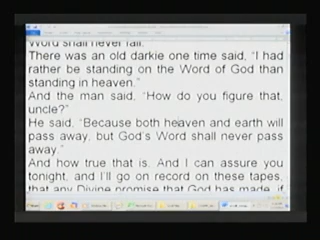 Word shall never fail.
There was an old darkie one time said, "I had
rather be standing on the Word of God than
standing in heaven."
And the man said, "How do you figure that,
uncle?"
He said, "Because both heaven and earth will
pass away, but God's Word shall never pass
away."
And how true that is. And I can assure you
tonight, and I'll go on record on these tapes,
that any Divine promise that God has made, if